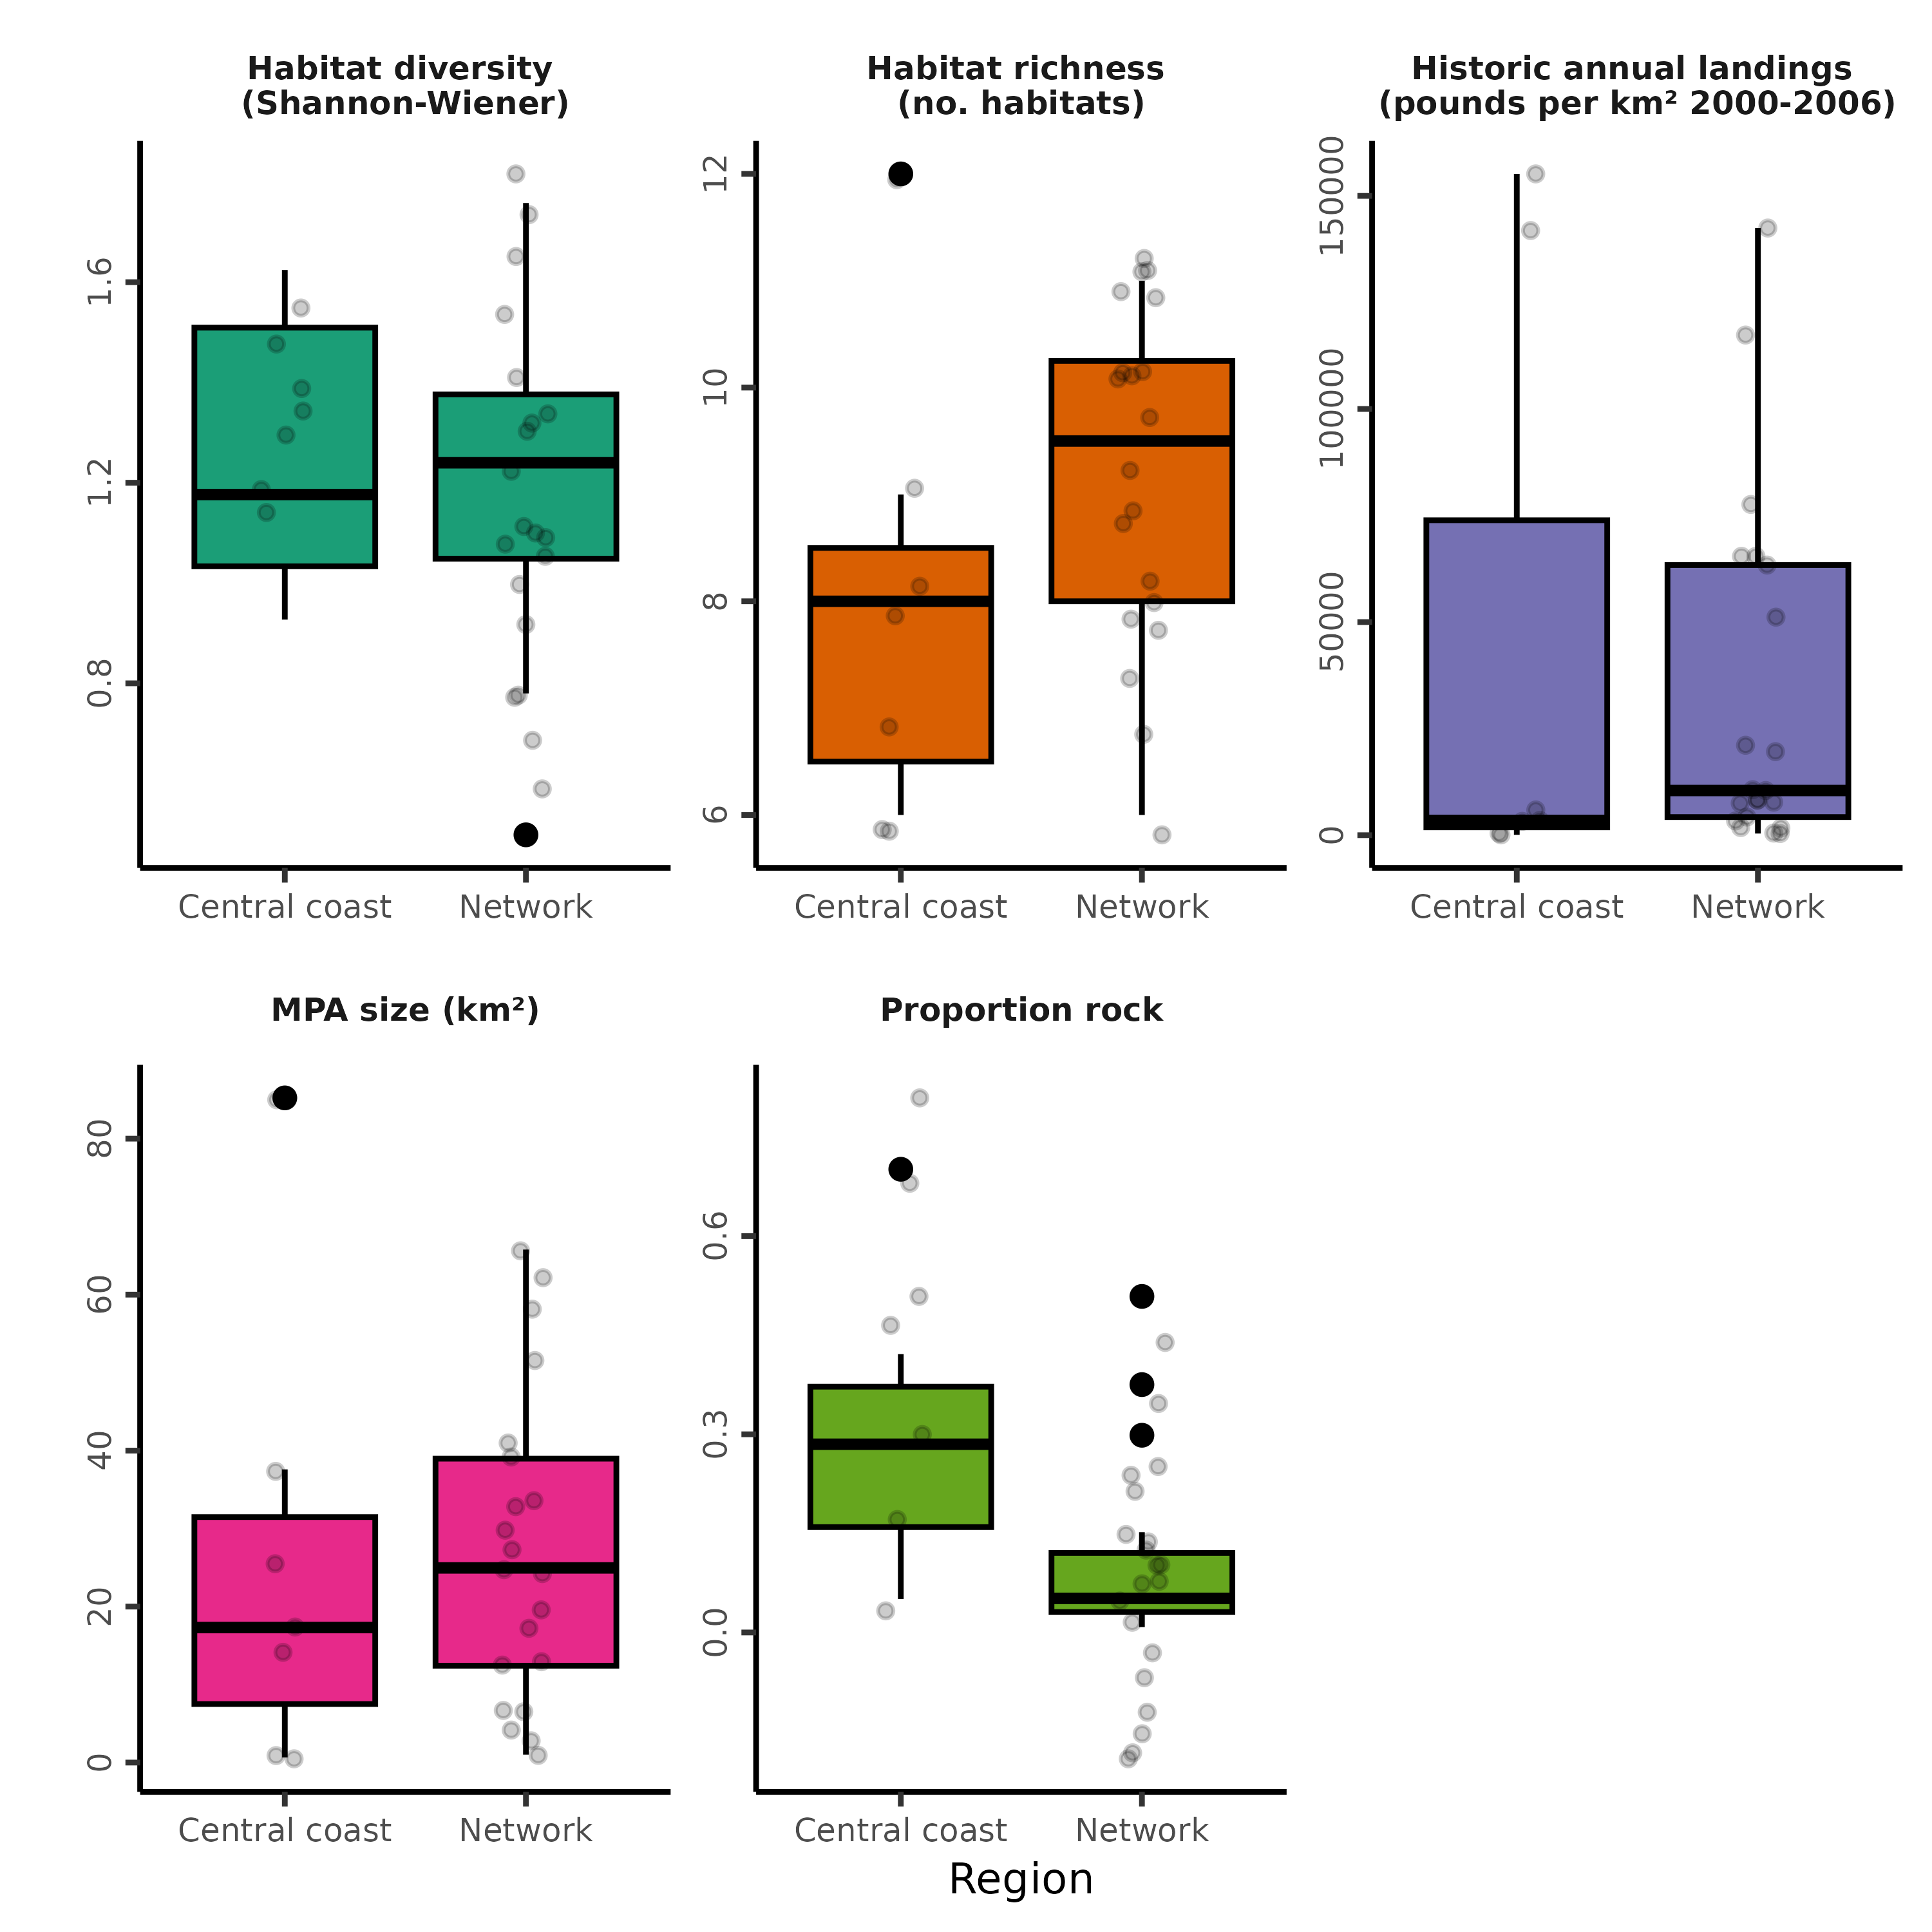 Habitat diversity
(Shannon-Wiener)
0.8
1.2
1.6
Central coast
Network
Habitat richness
(no. habitats)
6
8
10
12
Central coast
Network
Historic annual landings
(pounds per km² 2000-2006)
0
50000
100000
150000
Central coast
Network
MPA size (km²)
0
20
40
60
80
Central coast
Network
Proportion rock
0.0
0.3
0.6
Central coast
Network
Region